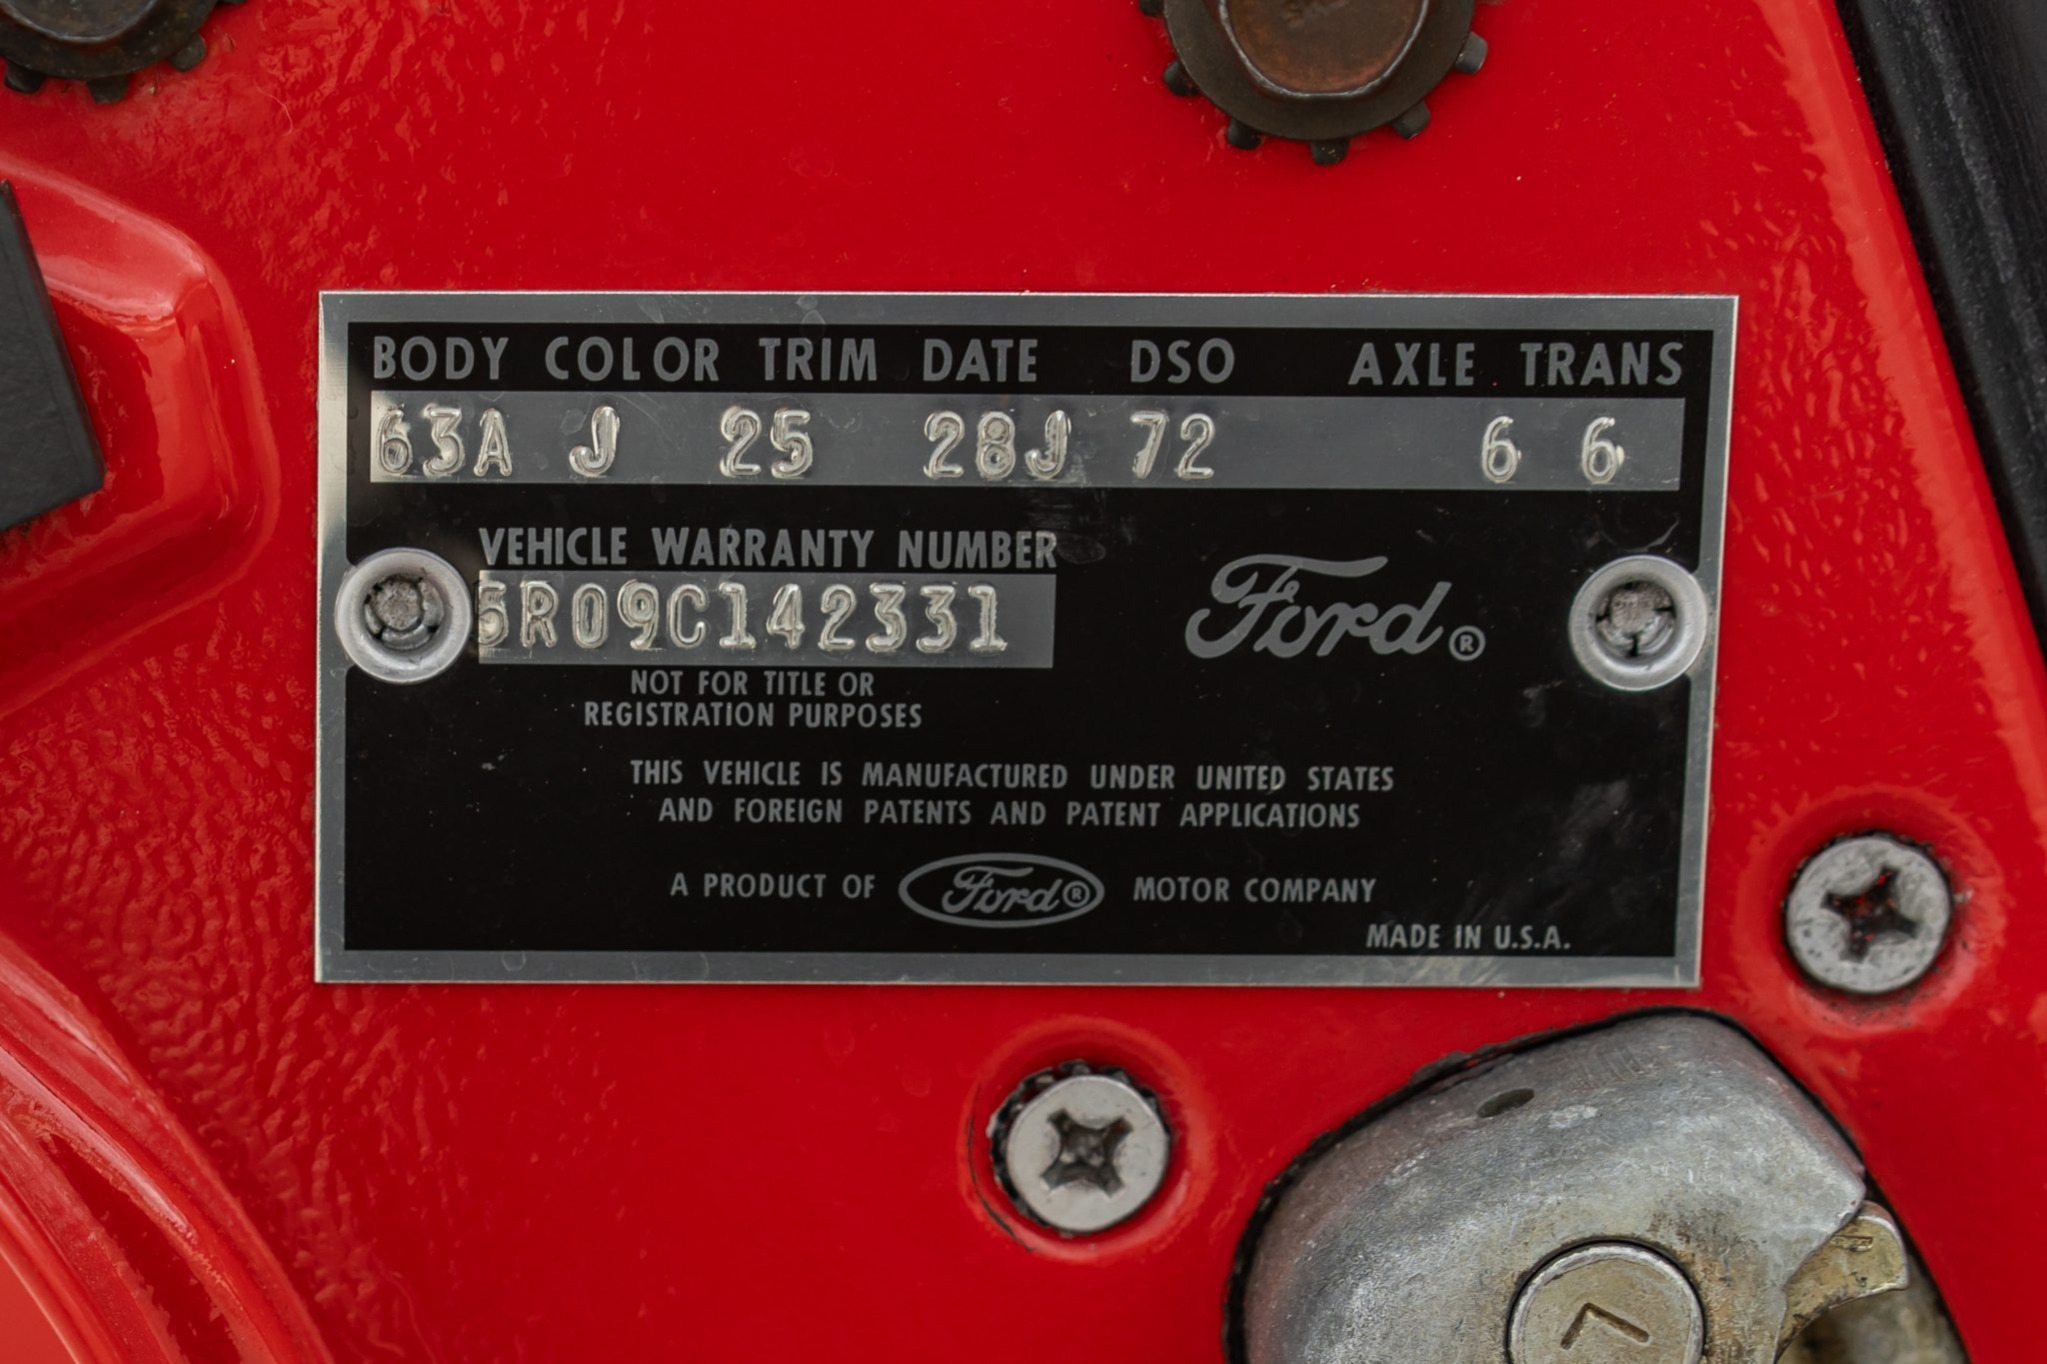 BODY COLOR TRIM DATE DSO AXLE TRANS
63A J 25 28J 72 6 6
VEHICLE WARRANTY NUMBER
5R09C142331
NOT FOR TITLE OR
REGISTRATION PURPOSES
Ford®
THIS VEHICLE IS MANUFACTURED UNDER UNITED STATES
AND FOREIGN PATENTS AND PATENT APPLICATIONS
A PRODUCT OF Ford® MOTOR COMPANY
MADE IN U.S.A.